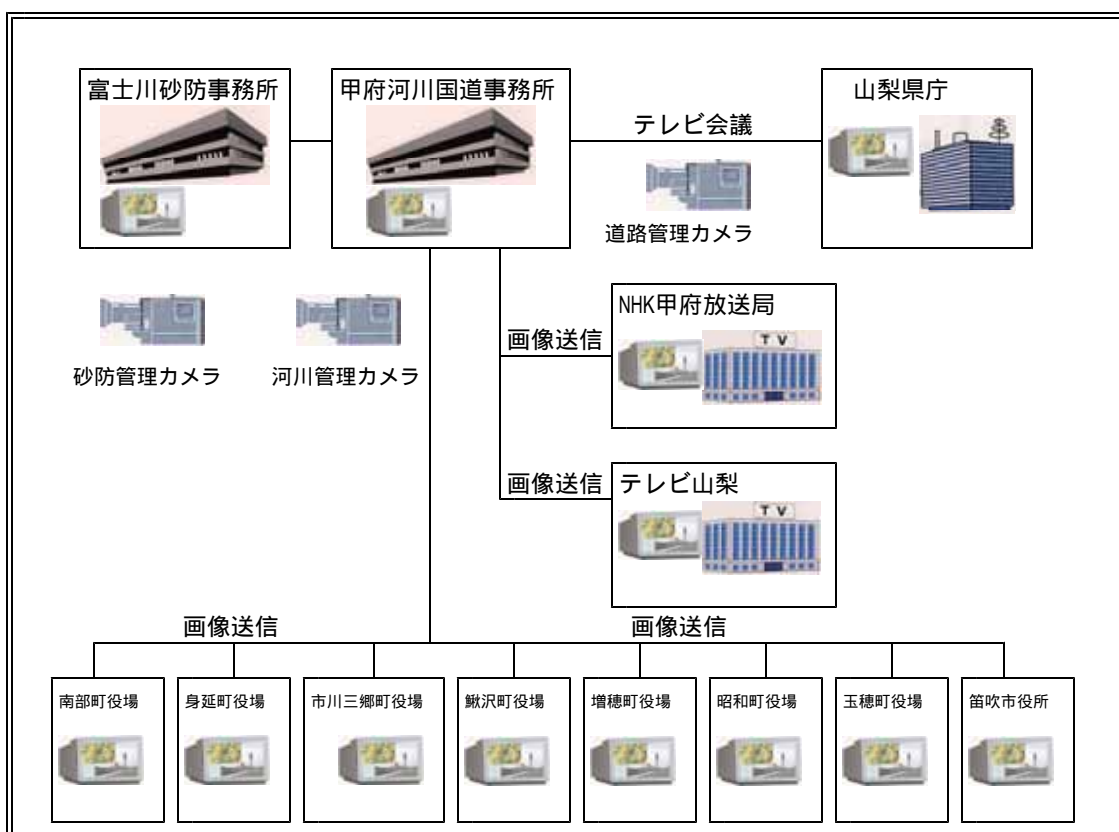 富士川砂防事務所
甲府河川国道事務所
山梨県庁
テレビ会議
道路管理カメラ
砂防管理カメラ
河川管理カメラ
NHK甲府放送局
画像送信
TV
画像送信
テレビ山梨
TV
画像送信
画像送信
南部町役場
身延町役場
市川三郷町役場
鰍沢町役場
増穂町役場
昭和町役場
玉穂町役場
笛吹市役所